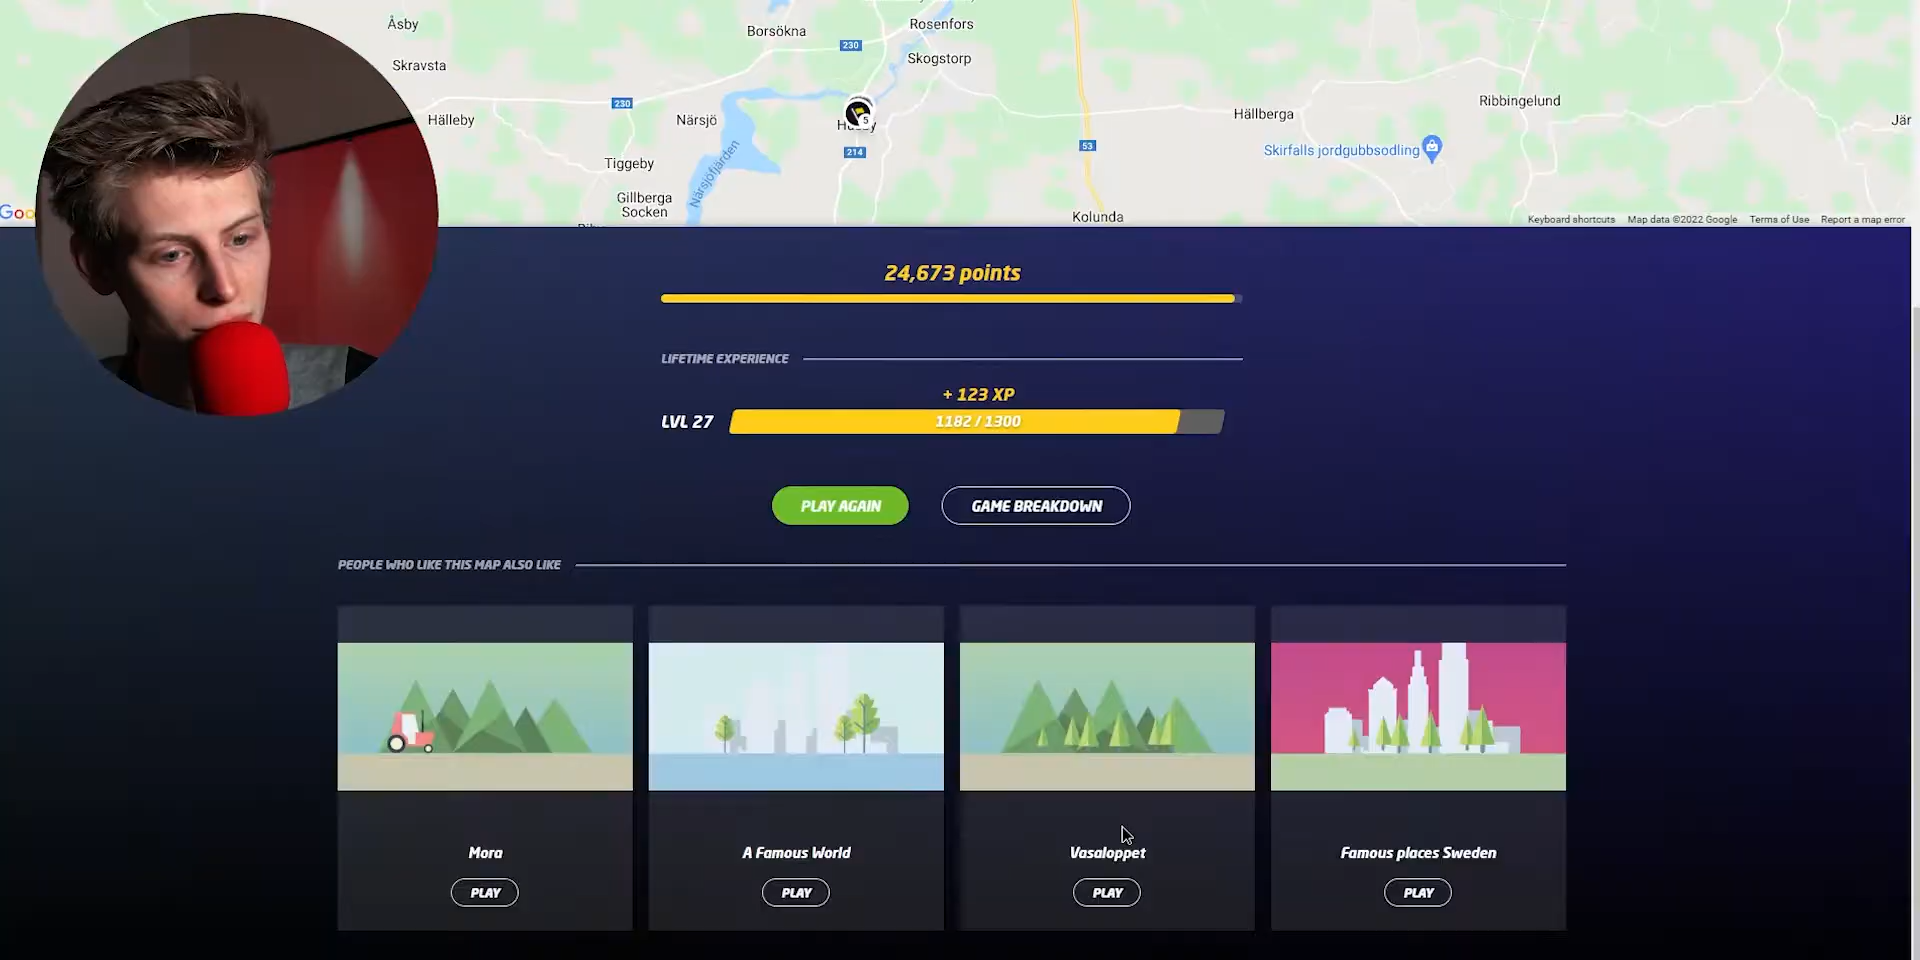 Åsby
Borsökna
Rosenfors
230
Skogstorp
Skravsta
230
Hälleby
Närsjö
5
Hällberga
Ribbingelund
Jär
214
53
Skirfalls jordgubbsodling
Tiggeby
Närsjöfjärden
Gillberga
Socken
Kolunda
Goo
Keyboard shortcuts Map data ©2022 Google Terms of Use Report a map error
24,673 points
LIFETIME EXPERIENCE
+ 123 XP
LVL 27 1182 / 1300
PLAY AGAIN GAME BREAKDOWN
PEOPLE WHO LIKE THIS MAP ALSO LIKE
Mora A Famous World Vasaloppet Famous places Sweden
PLAY PLAY PLAY PLAY